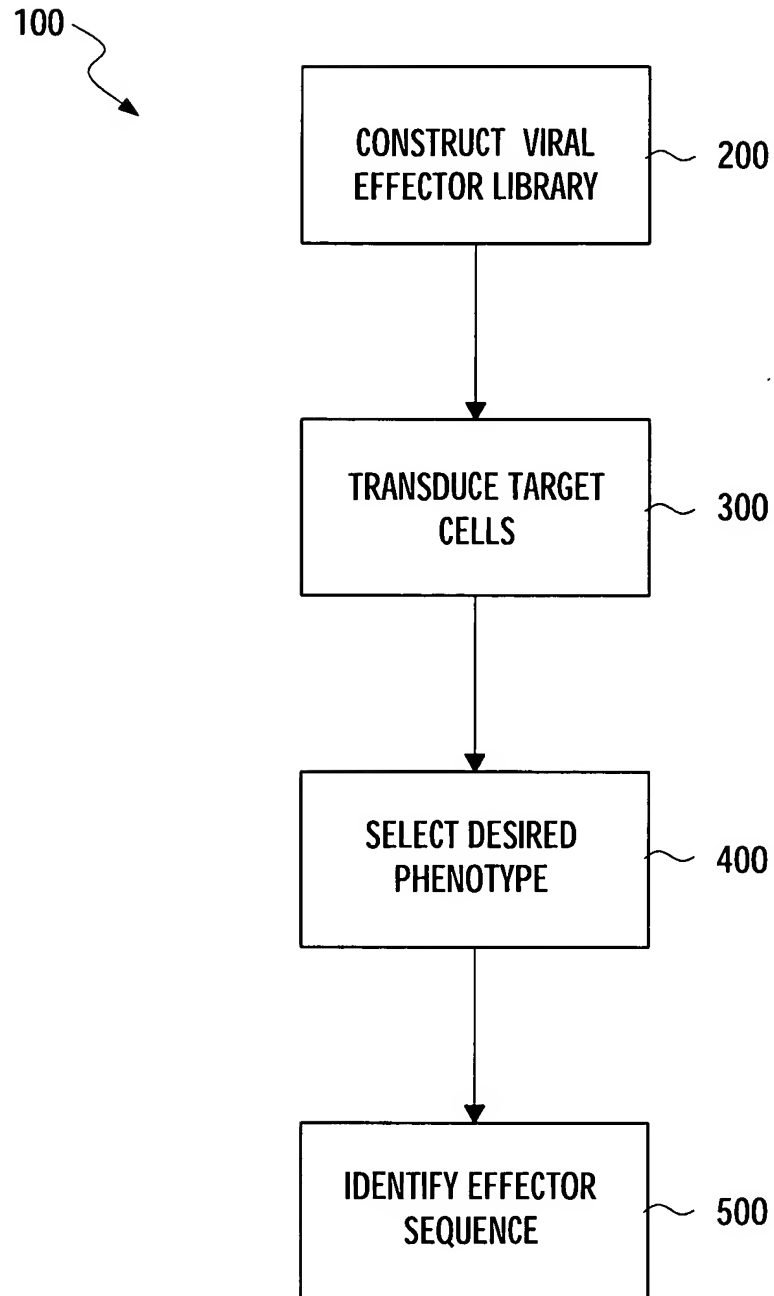 100
CONSTRUCT VIRAL
EFFECTOR LIBRARY
200
TRANSDUCE TARGET
CELLS
300
SELECT DESIRED
PHENOTYPE
400
IDENTIFY EFFECTOR
SEQUENCE
500